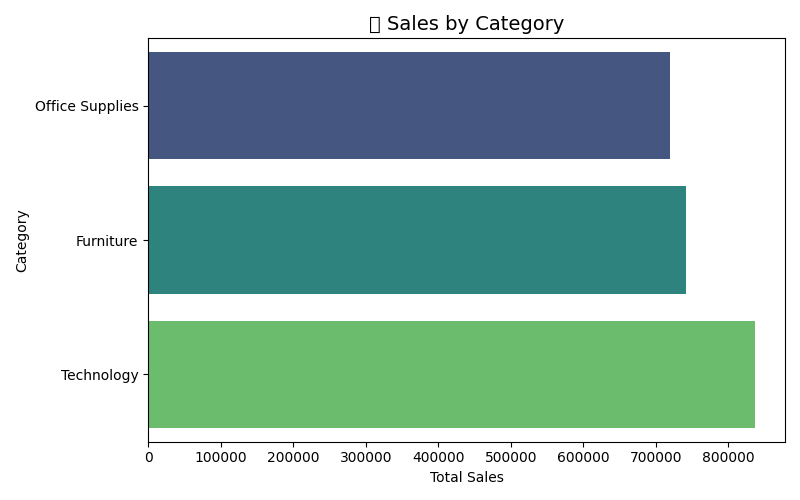 Sales by Category
Office Supplies
Furniture
Technology
Category
0 100000 200000 300000 400000 500000 600000 700000 800000
Total Sales